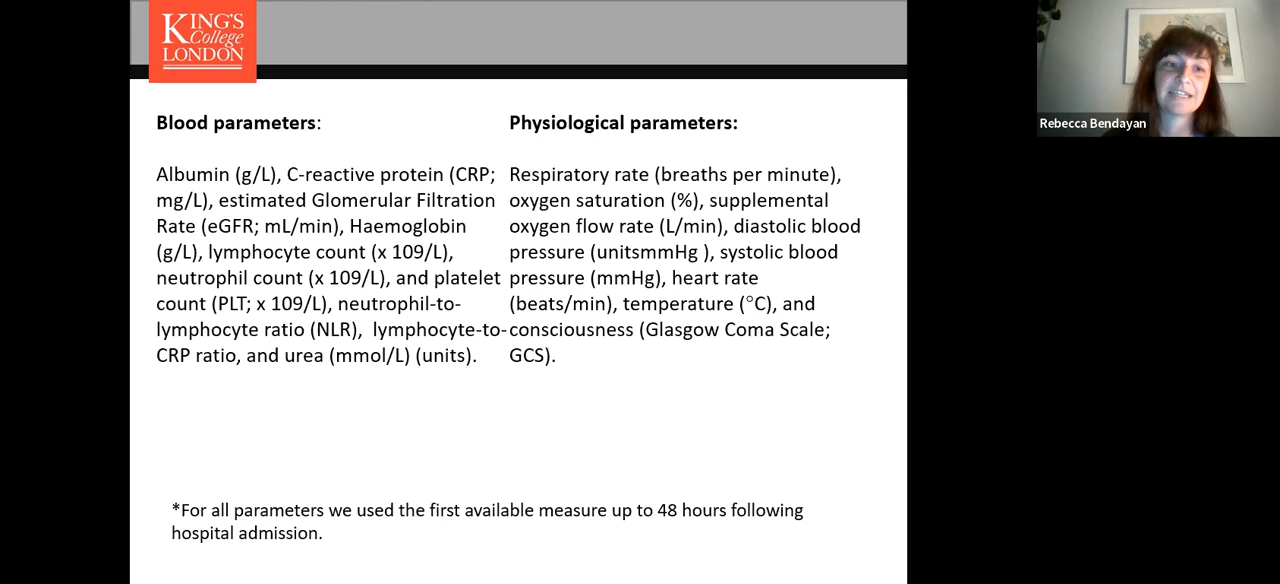 KING'S
College
LONDON
Blood parameters:
Albumin (g/L), C-reactive protein (CRP;
mg/L), estimated Glomerular Filtration
Rate (eGFR; mL/min), Haemoglobin
(g/L), lymphocyte count (x 109/L),
neutrophil count (x 109/L), and platelet
count (PLT; x 109/L), neutrophil-to-
lymphocyte ratio (NLR), lymphocyte-to-
CRP ratio, and urea (mmol/L) (units).
Physiological parameters:
Respiratory rate (breaths per minute),
oxygen saturation (%), supplemental
oxygen flow rate (L/min), diastolic blood
pressure (unitsmmHg ), systolic blood
pressure (mmHg), heart rate
(beats/min), temperature (°C), and
consciousness (Glasgow Coma Scale;
GCS).
*For all parameters we used the first available measure up to 48 hours following
hospital admission.
Rebecca Bendayan